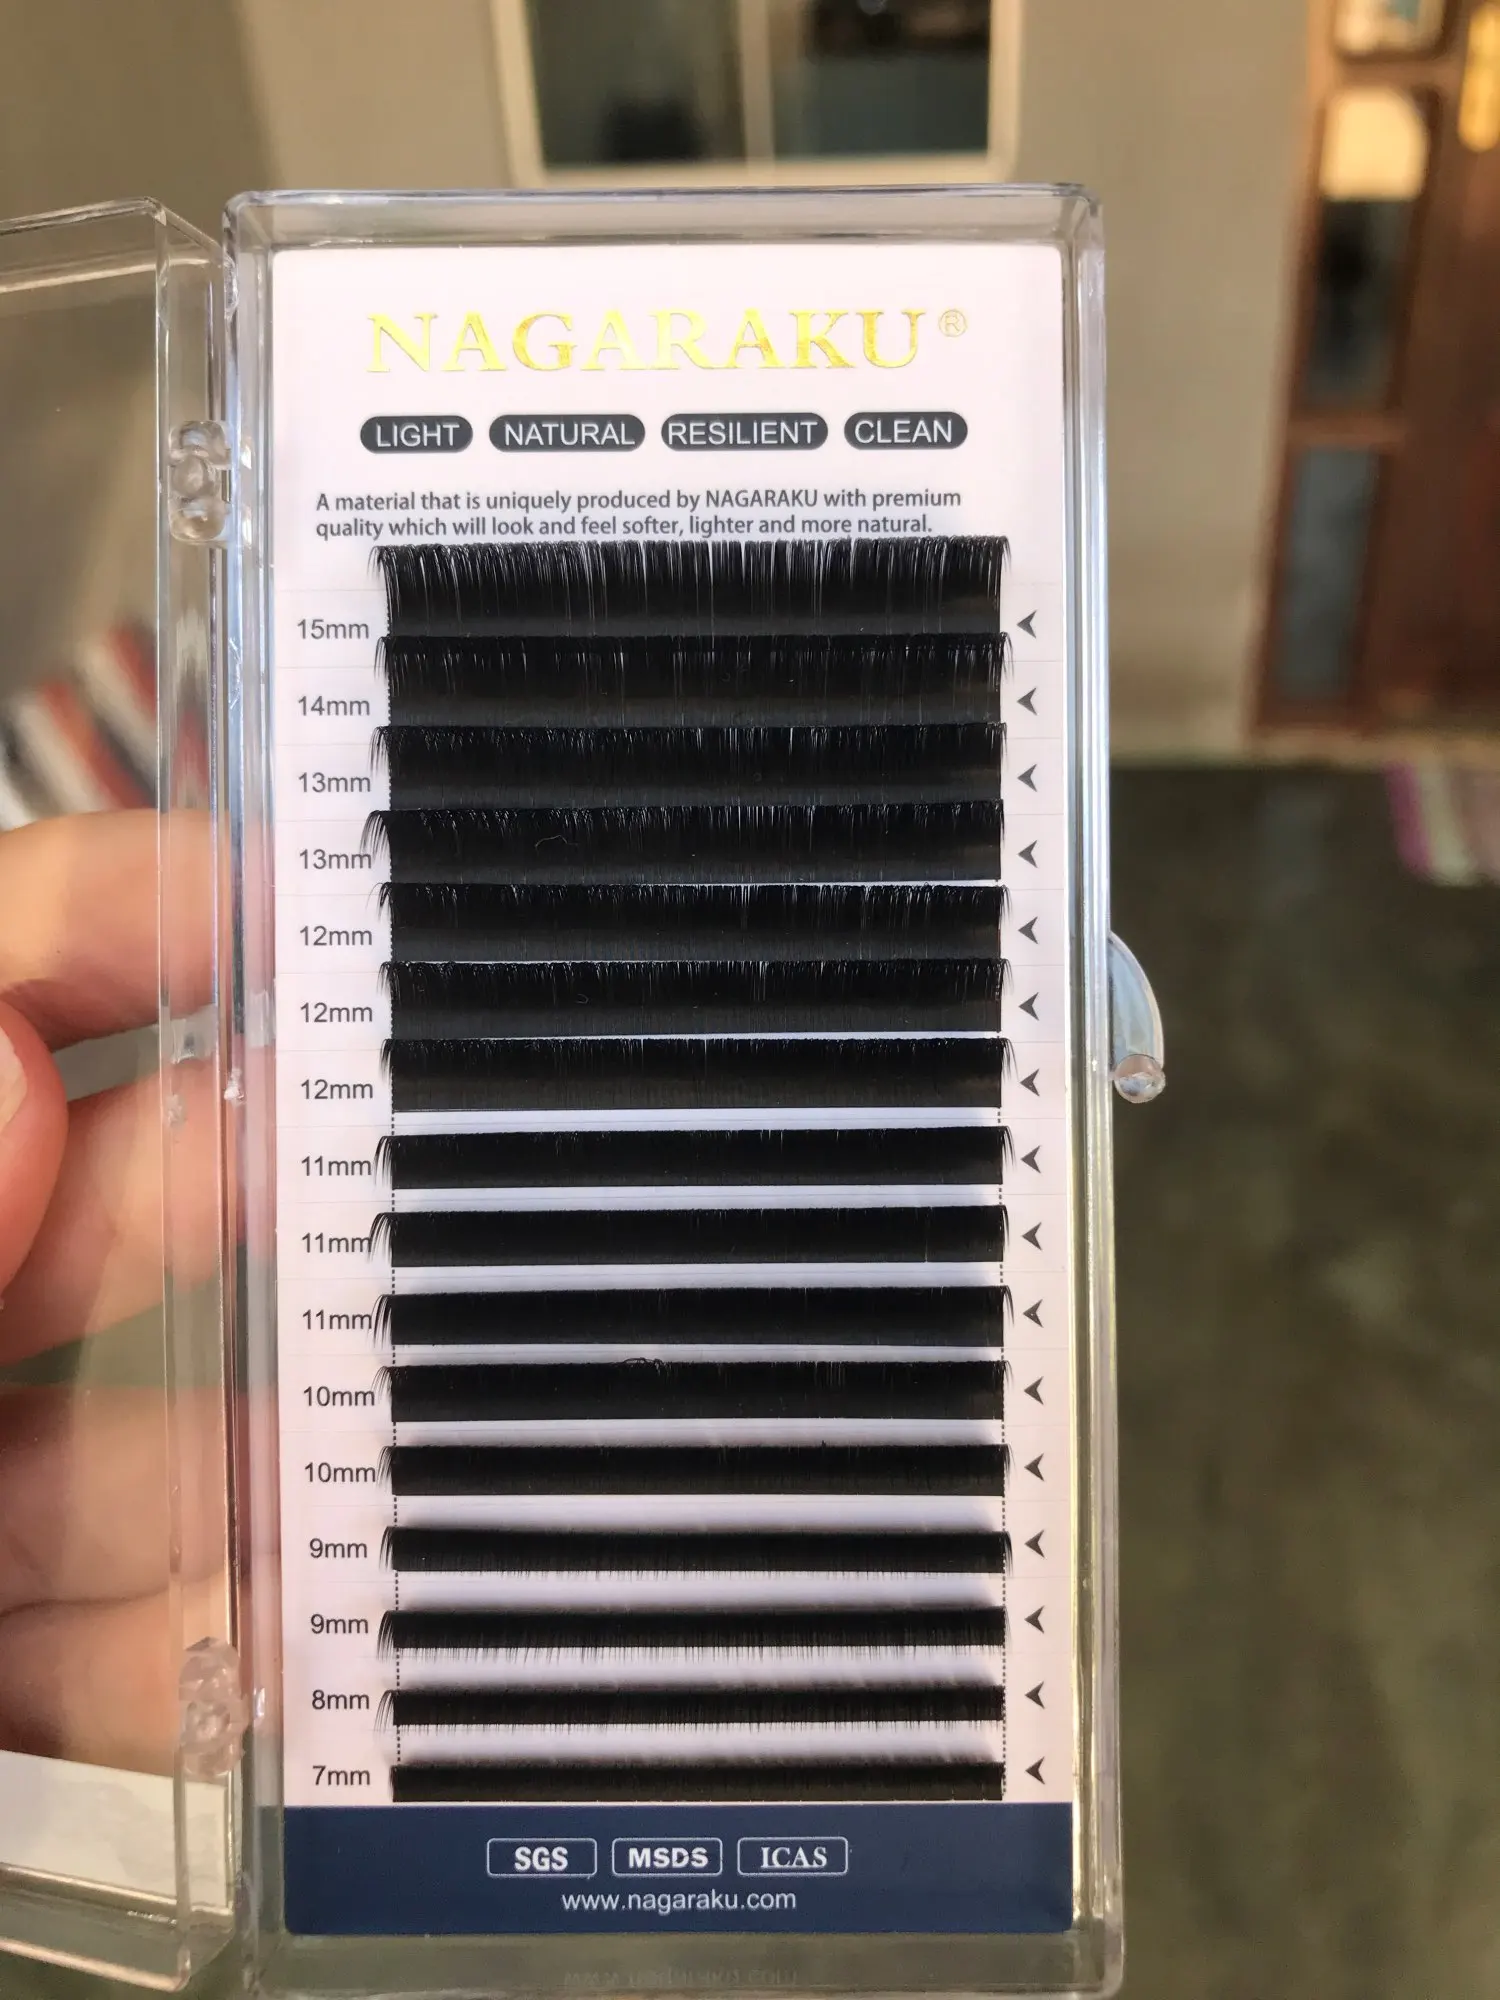 NAGARAKU®
LIGHT NATURAL RESILIENT CLEAN
A material that is uniquely produced by NAGARAKU with premium
quality which will look and feel softer, lighter and more natural.
15mm
14mm
13mm
13mm
12mm
12mm
12mm
11mm
11mm
11mm
10mm
10mm
9mm
9mm
8mm
7mm
SGS MSDS ICAS
www.nagaraku.com